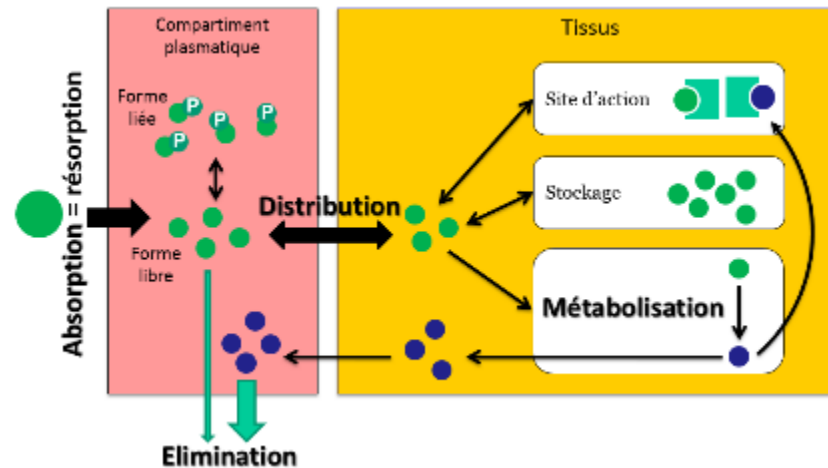 Compartiment
plasmatique
Tissus
Forme
liée
P
P
P
P
Site d'action
Absorption = résorption
Stockage
Distribution
Forme
libre
Métabolisation
Elimination